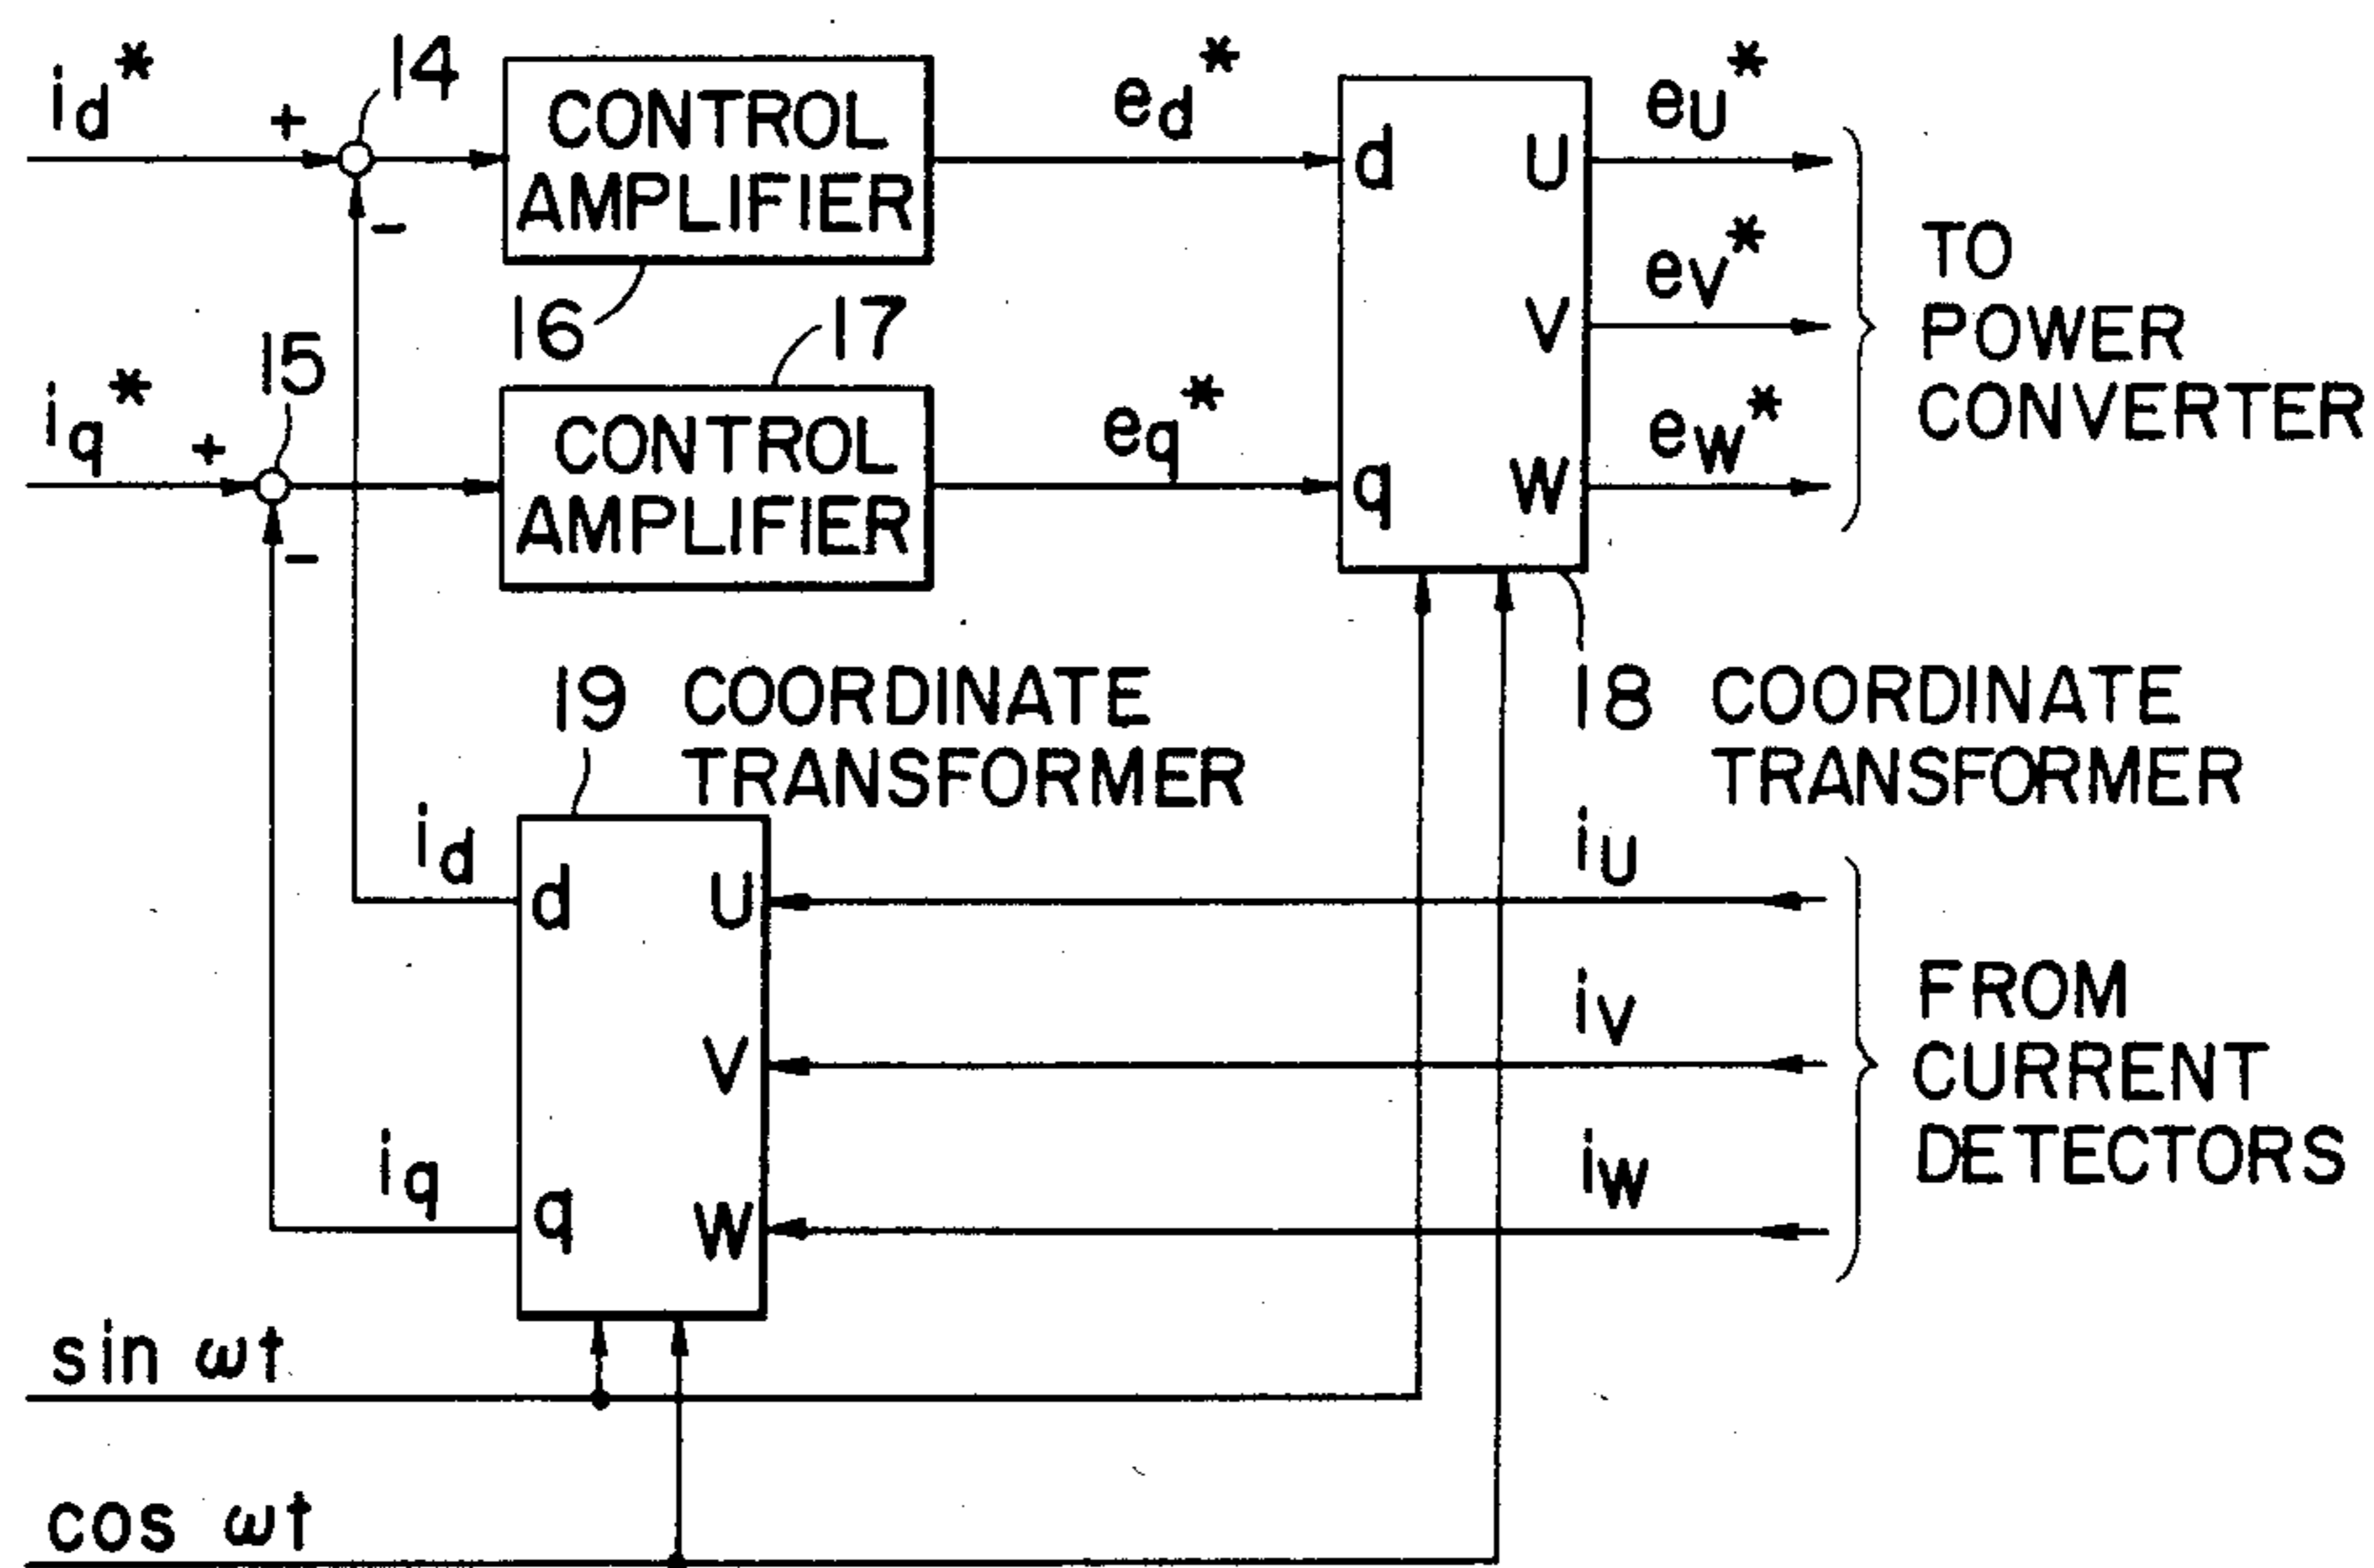 id*
+
14
CONTROL
AMPLIFIER
ed*
d
U
eU*
-
16
V
eV*
TO
POWER
CONVERTER
iq*
+
15
17
CONTROL
AMPLIFIER
eq*
q
W
eW*
-
19 COORDINATE
TRANSFORMER
18 COORDINATE
TRANSFORMER
id
d
U
iU
V
iV
FROM
CURRENT
DETECTORS
iq
q
W
iW
sin ωt
cos ωt